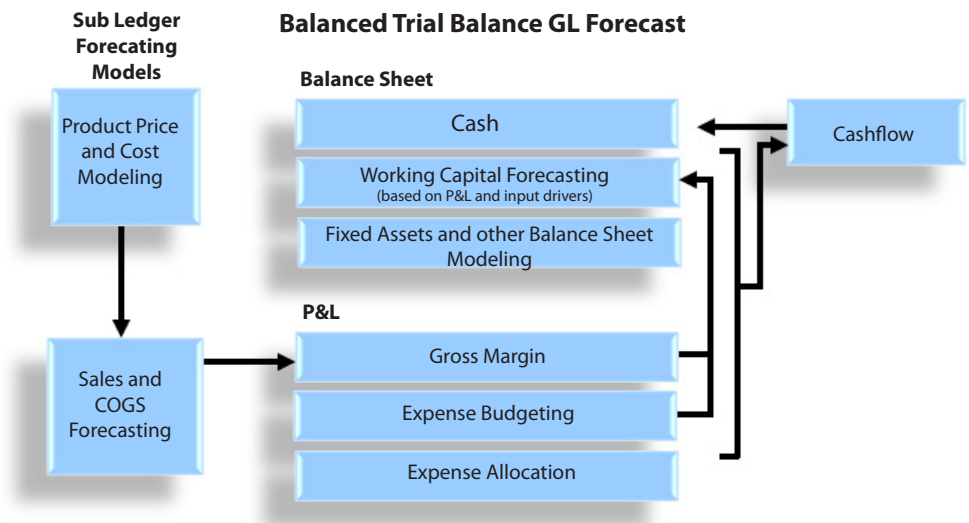 Sub Ledger
Forecating
Models
Balanced Trial Balance GL Forecast
Balance Sheet
Product Price
and Cost
Modeling
Cash
Cashflow
Working Capital Forecasting
(based on P&L and input drivers)
Fixed Assets and other Balance Sheet
Modeling
P&L
Sales and
COGS
Forecasting
Gross Margin
Expense Budgeting
Expense Allocation